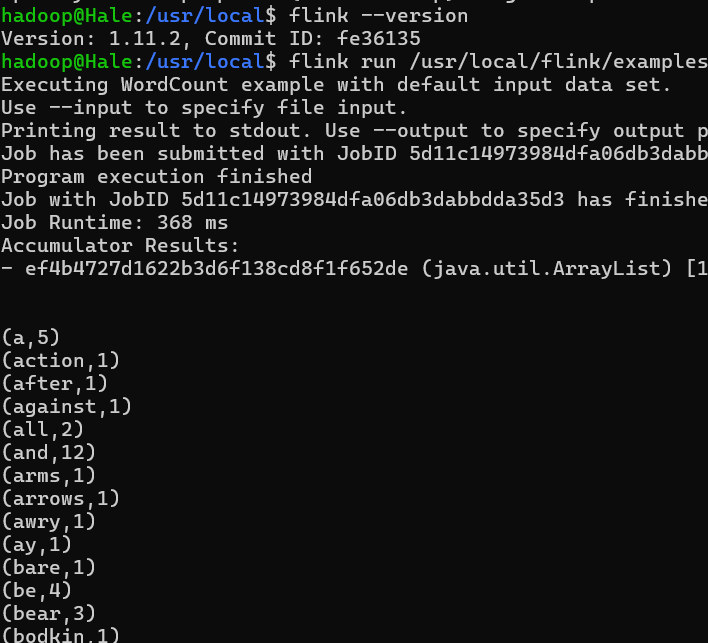 hadoop@Hale:/usr/local$ flink --version
Version: 1.11.2, Commit ID: fe36135
hadoop@Hale:/usr/local$ flink run /usr/local/flink/examples
Executing WordCount example with default input data set.
Use --input to specify file input.
Printing result to stdout. Use --output to specify output p
Job has been submitted with JobID 5d11c14973984dfa06db3dabb
Program execution finished
Job with JobID 5d11c14973984dfa06db3dabbdda35d3 has finishe
Job Runtime: 368 ms
Accumulator Results:
- ef4b4727d1622b3d6f138cd8f1f652de (java.util.ArrayList) [1
(a,5)
(action,1)
(after,1)
(against,1)
(all,2)
(and,12)
(arms,1)
(arrows,1)
(awry,1)
(ay,1)
(bare,1)
(be,4)
(bear,3)
(bodkin,1)